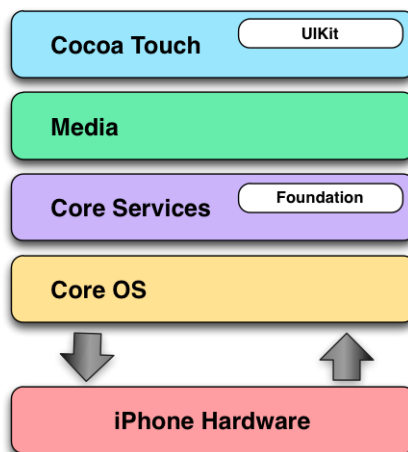 Cocoa Touch
UIKit
Media
Core Services
Foundation
Core OS
iPhone Hardware